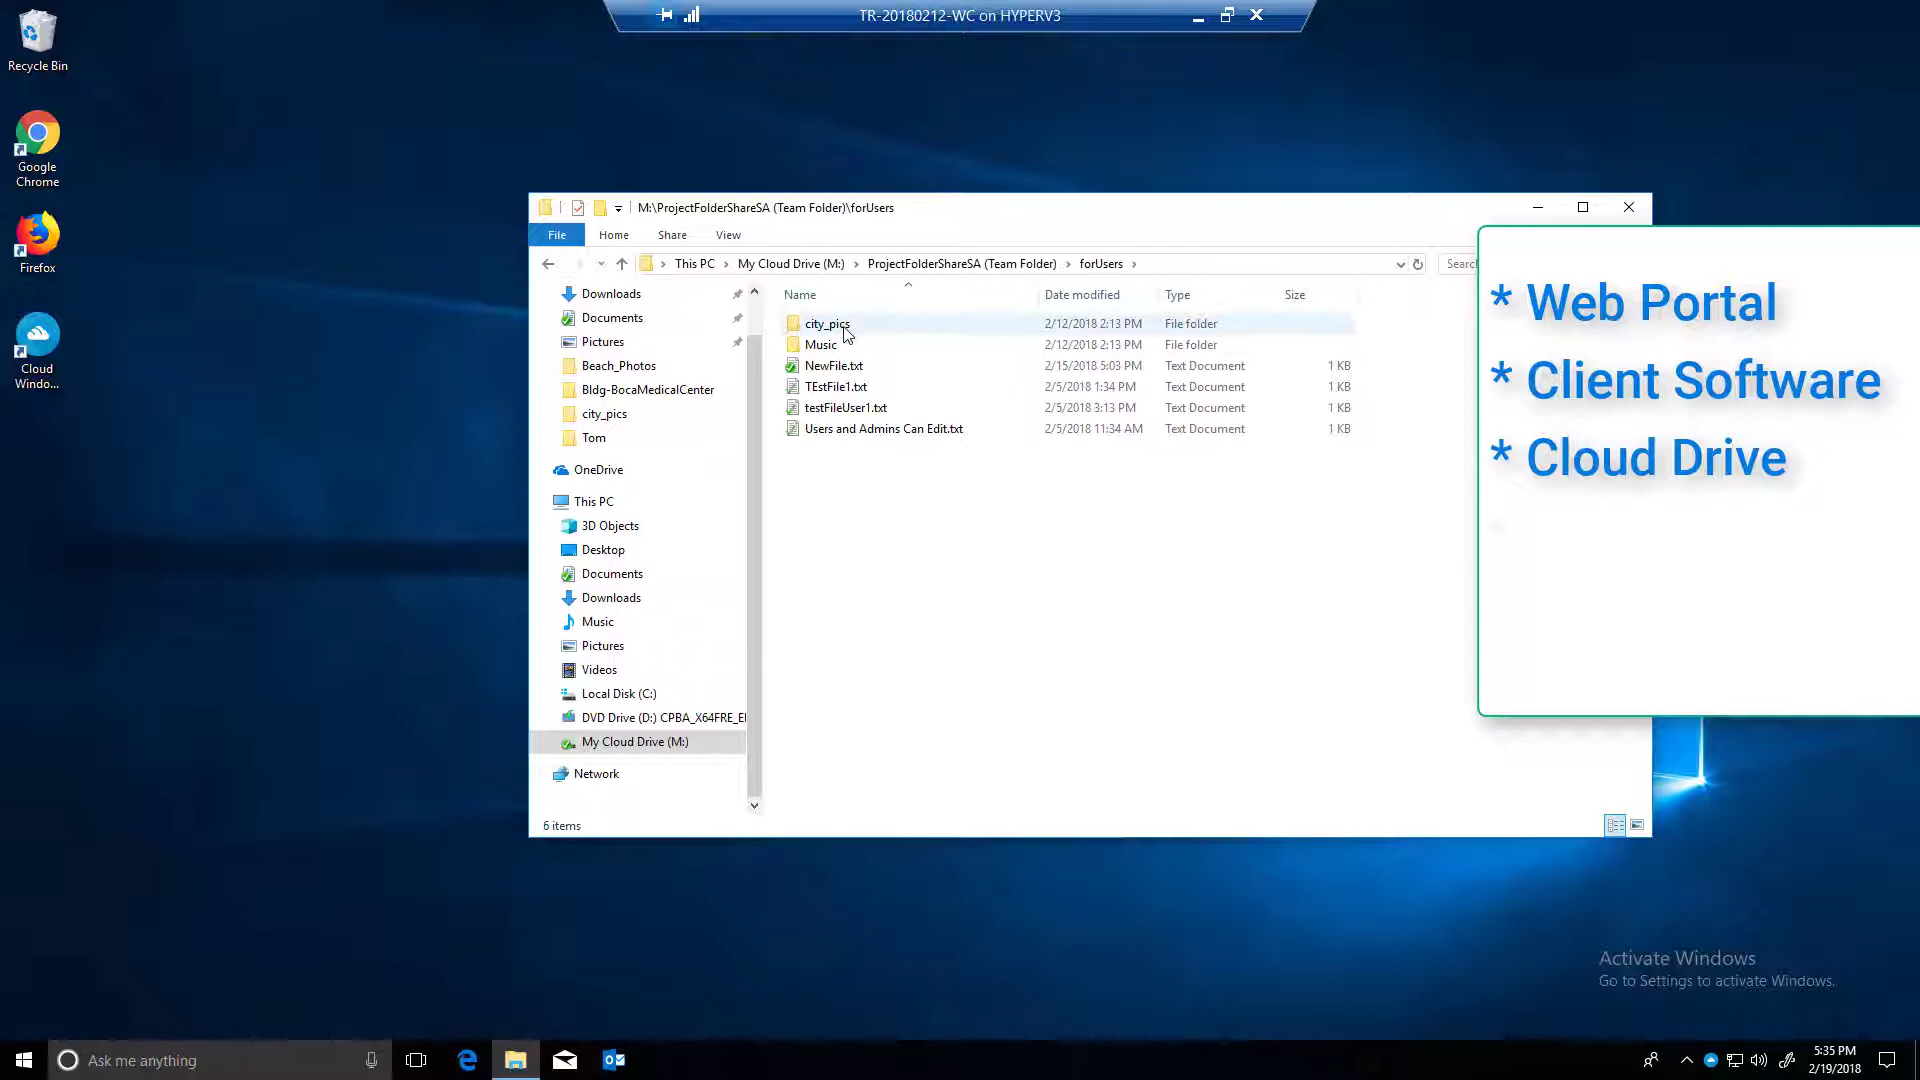 TR-20180212-WC on HYPERV3
Recycle Bin
Google
Chrome
Firefox
Cloud
Windo...
M:\ProjectFolderShareSA (Team Folder)\forUsers
File Home Share View
This PC My Cloud Drive (M:) ProjectFolderShareSA (Team Folder) forUsers
Searc
Downloads
Documents
Pictures
Beach_Photos
Bldg-BocaMedicalCenter
city_pics
Tom
OneDrive
This PC
3D Objects
Desktop
Documents
Downloads
Music
Pictures
Videos
Local Disk (C:)
DVD Drive (D:) CPBA_X64FRE_E
My Cloud Drive (M:)
Network
Name Date modified Type Size
city_pics 2/12/2018 2:13 PM File folder
Music 2/12/2018 2:13 PM File folder
NewFile.txt 2/15/2018 5:03 PM Text Document 1 KB
TEstFile1.txt 2/5/2018 1:34 PM Text Document 1 KB
testFileUser1.txt 2/5/2018 3:13 PM Text Document 1 KB
Users and Admins Can Edit.txt 2/5/2018 11:34 AM Text Document 1 KB
6 items
* Web Portal
* Client Software
* Cloud Drive
Activate Windows
Go to Settings to activate Windows.
Ask me anything
5:35 PM
2/19/2018